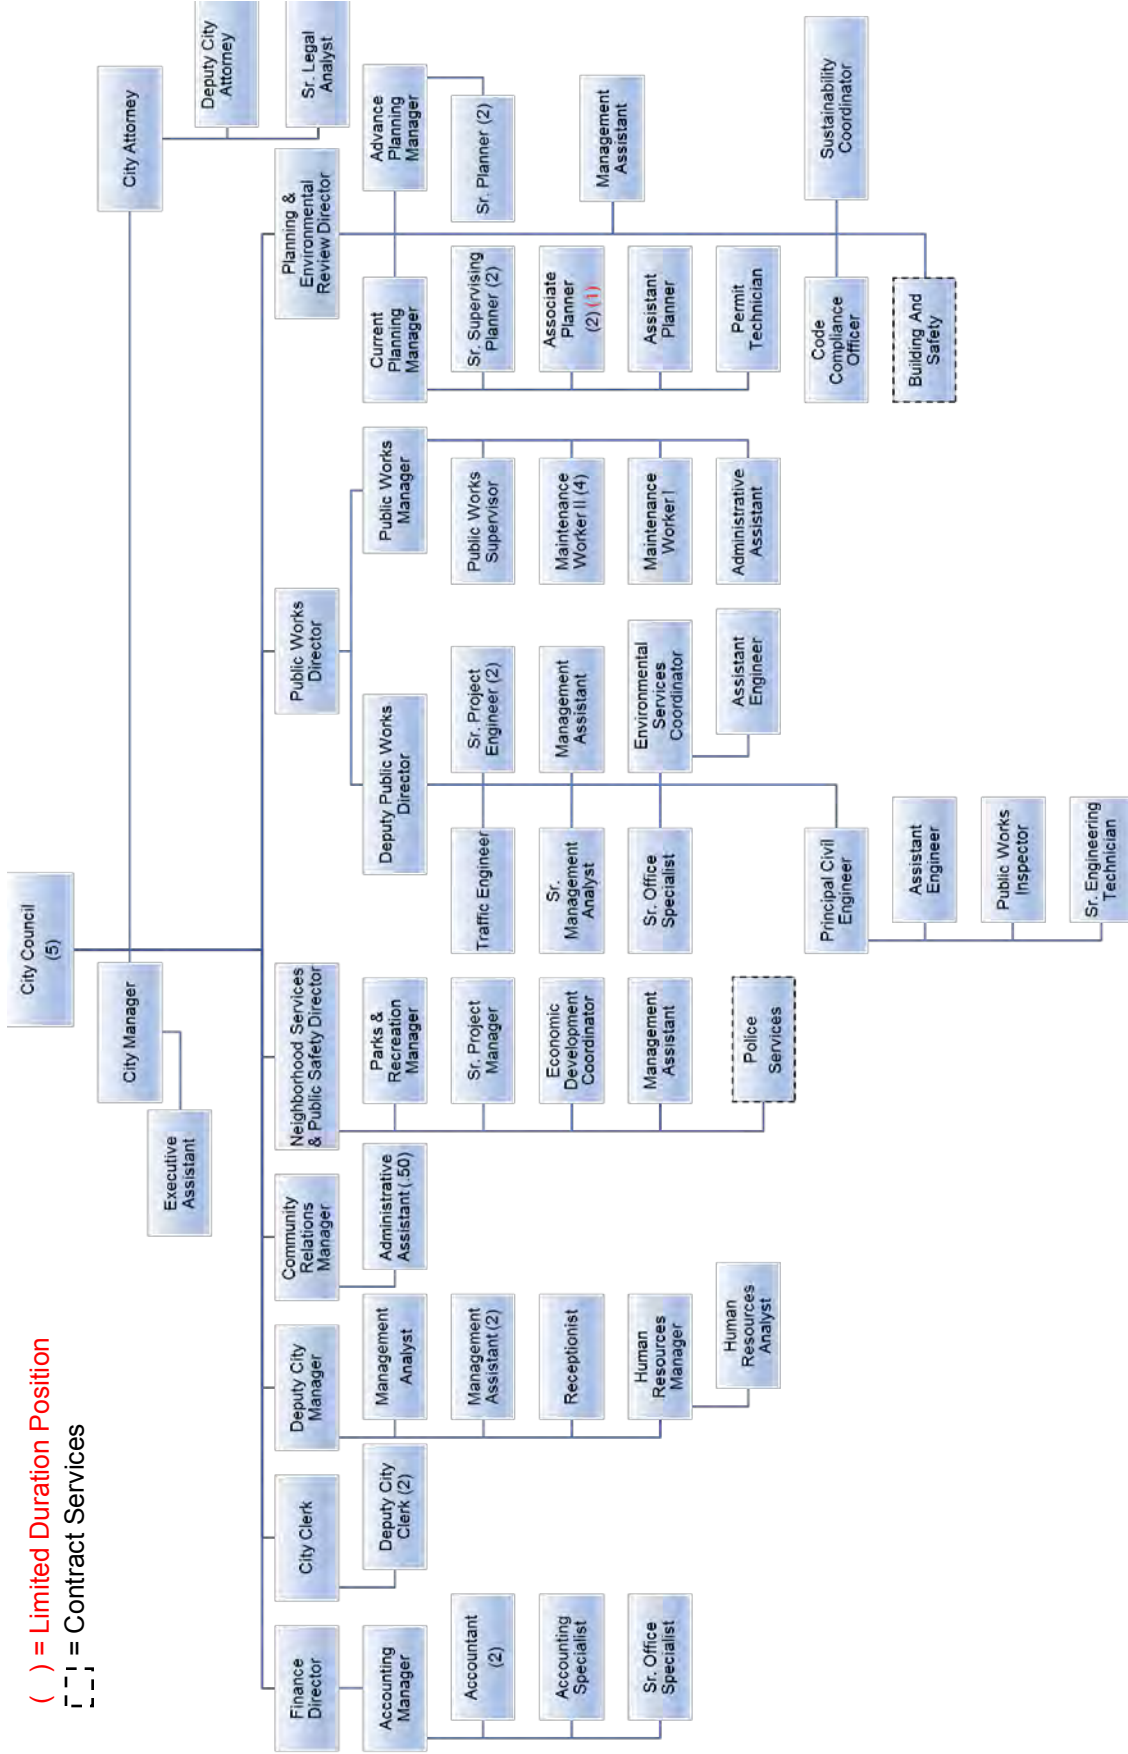 ( ) = Limited Duration Position
= Contract Services
City Council
(5)
City Manager
City Attorney
Executive
Assistant
Deputy City
Attorney
Sr. Legal
Analyst
Finance
Director
City Clerk
Deputy City
Manager
Community
Relations
Manager
Neighborhood Services
& Public Safety Director
Public Works
Director
Planning &
Environmental
Review Director
Accounting
Manager
Accountant
(2)
Accounting
Specialist
Sr. Office
Specialist
Deputy City
Clerk (2)
Management
Analyst
Management
Assistant (2)
Receptionist
Human
Resources
Manager
Human
Resources
Analyst
Administrative
Assistant (.50)
Parks &
Recreation
Manager
Sr. Project
Manager
Economic
Development
Coordinator
Management
Assistant
Police
Services
Deputy Public Works
Director
Traffic Engineer
Sr. Project
Engineer (2)
Sr.
Management
Analyst
Management
Assistant
Sr. Office
Specialist
Environmental
Services
Coordinator
Assistant
Engineer
Principal Civil
Engineer
Assistant
Engineer
Public Works
Inspector
Sr. Engineering
Technician
Public Works
Manager
Public Works
Supervisor
Maintenance
Worker II (4)
Maintenance
Worker I
Administrative
Assistant
Current
Planning
Manager
Sr. Supervising
Planner (2)
Associate
Planner
(2) (1)
Assistant
Planner
Permit
Technician
Advance
Planning
Manager
Sr. Planner (2)
Management
Assistant
Code
Compliance
Officer
Sustainability
Coordinator
Building And
Safety